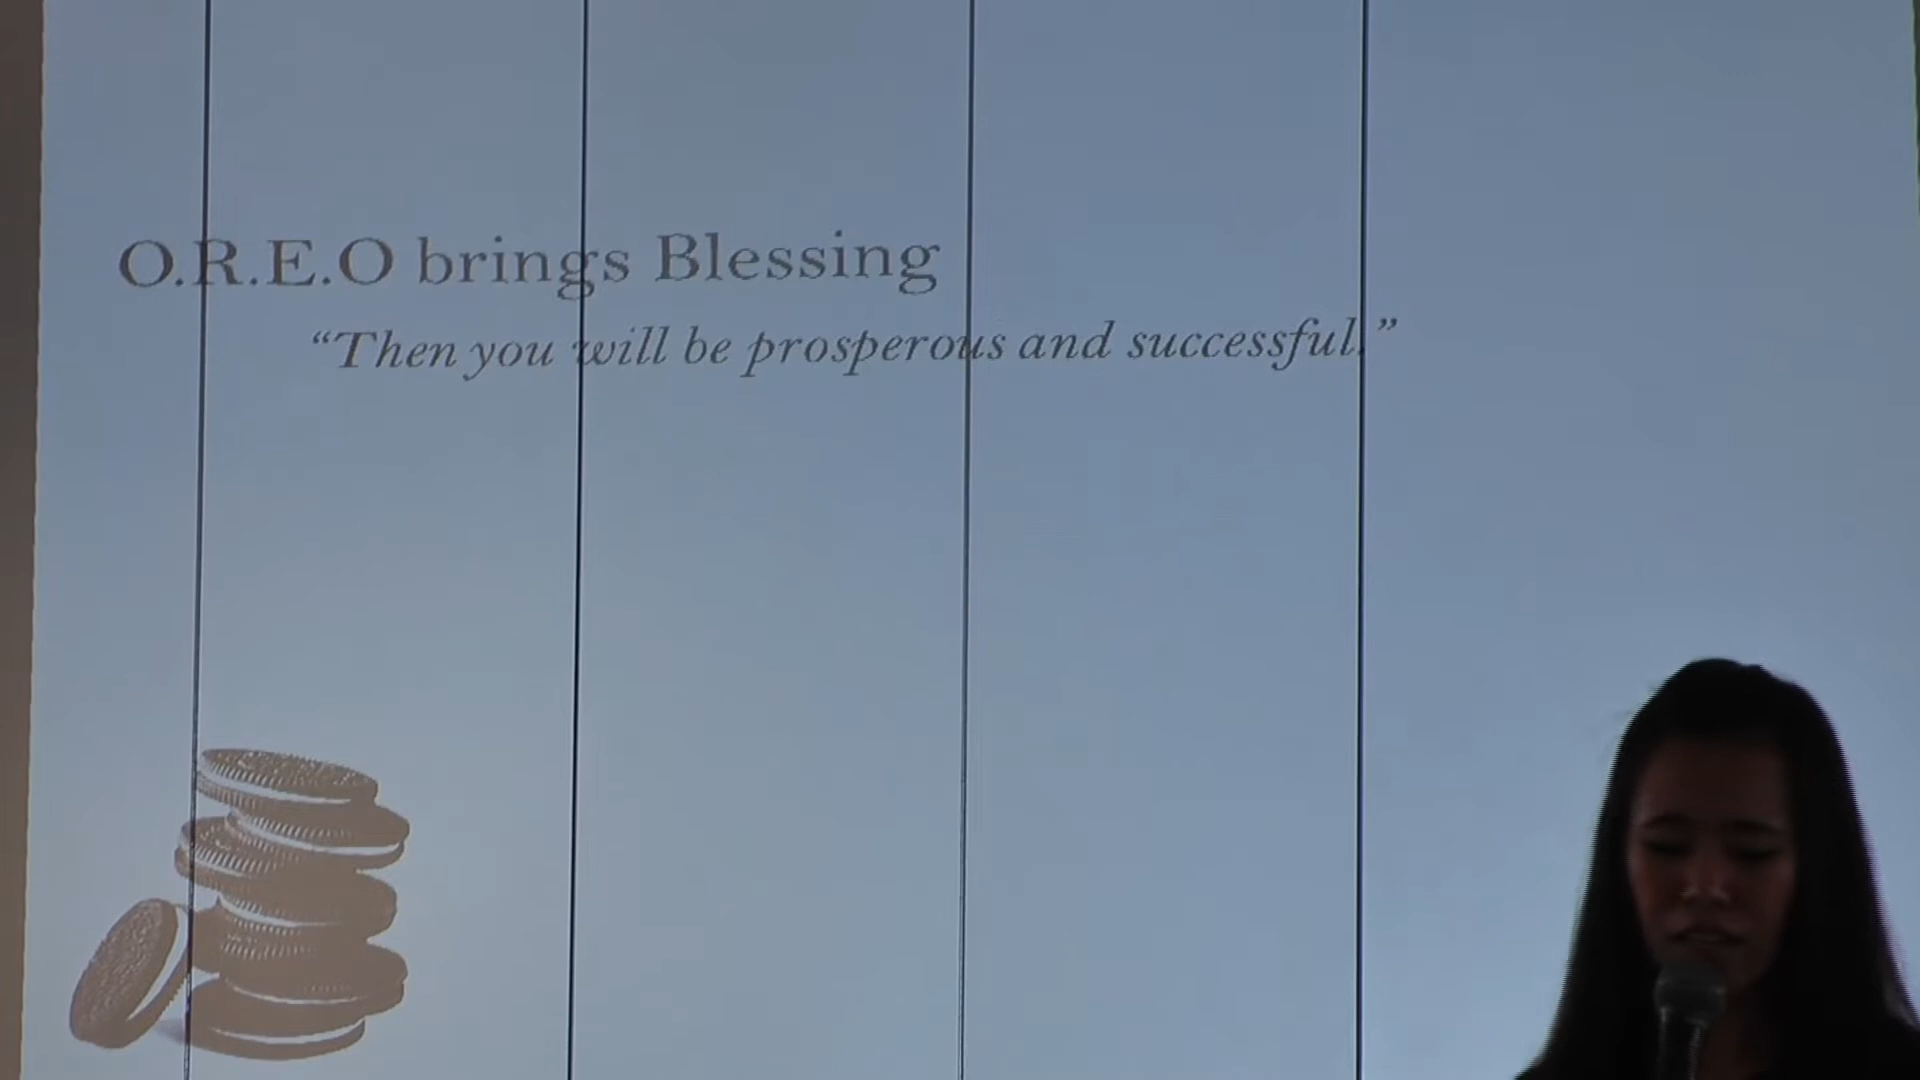 O.R.E.O brings Blessing
“Then you will be prosperous and successful.”